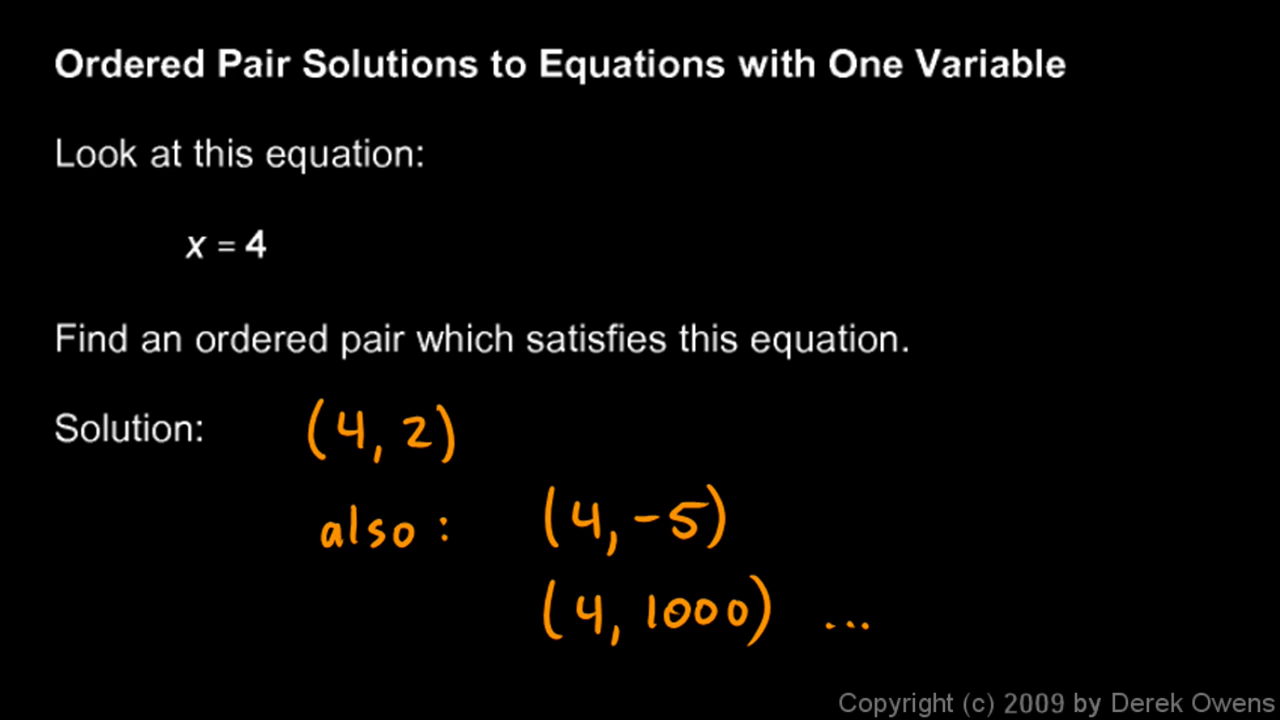 Ordered Pair Solutions to Equations with One Variable
Look at this equation:
x = 4
Find an ordered pair which satisfies this equation.
Solution: (4, 2)
also: (4, -5)
(4, 1000) ...
Copyright (c) 2009 by Derek Owens